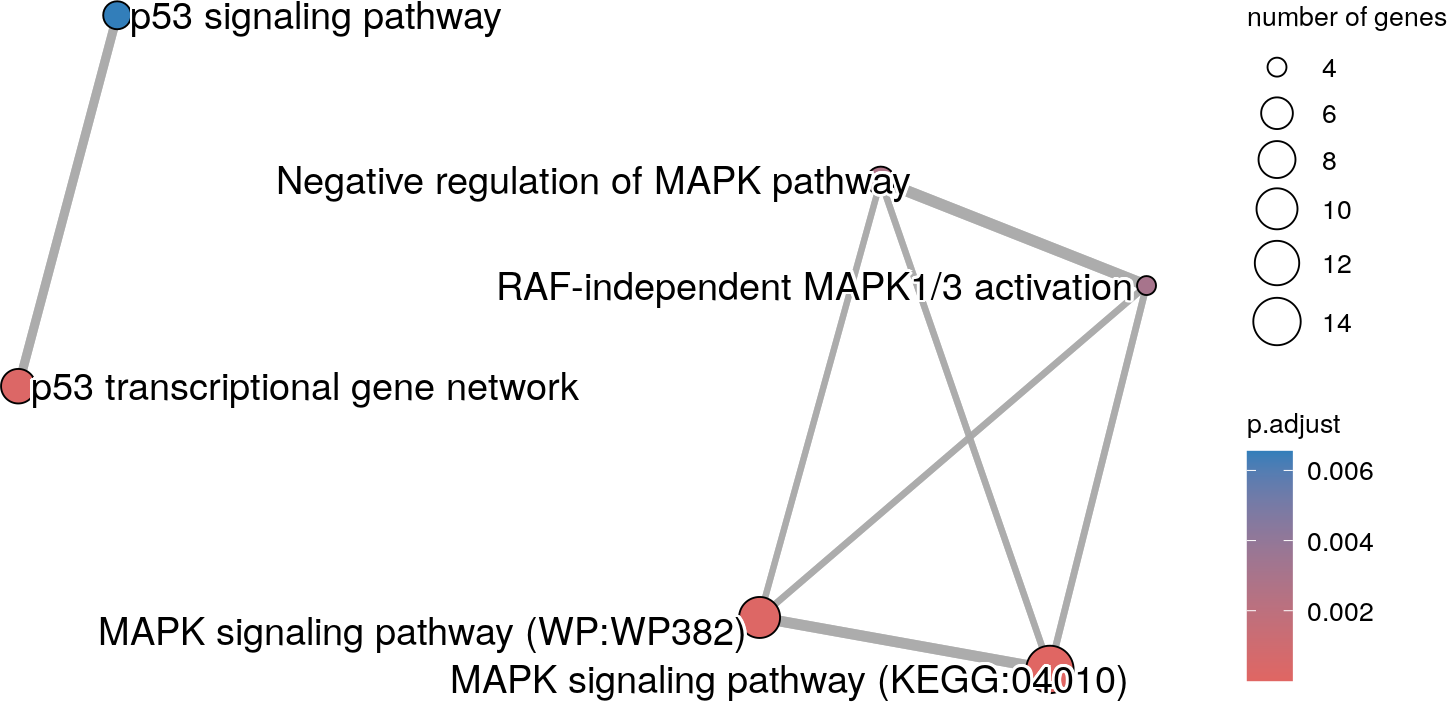 p53 signaling pathway
Negative regulation of MAPK pathway
RAF-independent MAPK1/3 activation
p53 transcriptional gene network
MAPK signaling pathway (WP:WP382)
MAPK signaling pathway (KEGG:04010)
number of genes
4
6
8
10
12
14
p.adjust
0.006
0.004
0.002